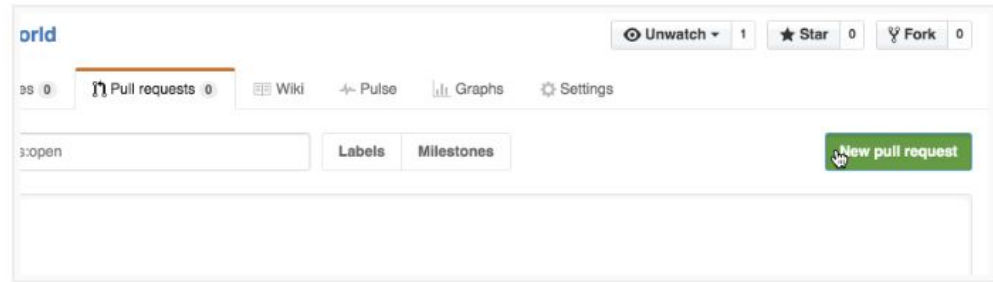 orld Unwatch 1 Star 0 Fork 0
es 0 Pull requests 0 Wiki Pulse Graphs Settings
s:open Labels Milestones New pull request